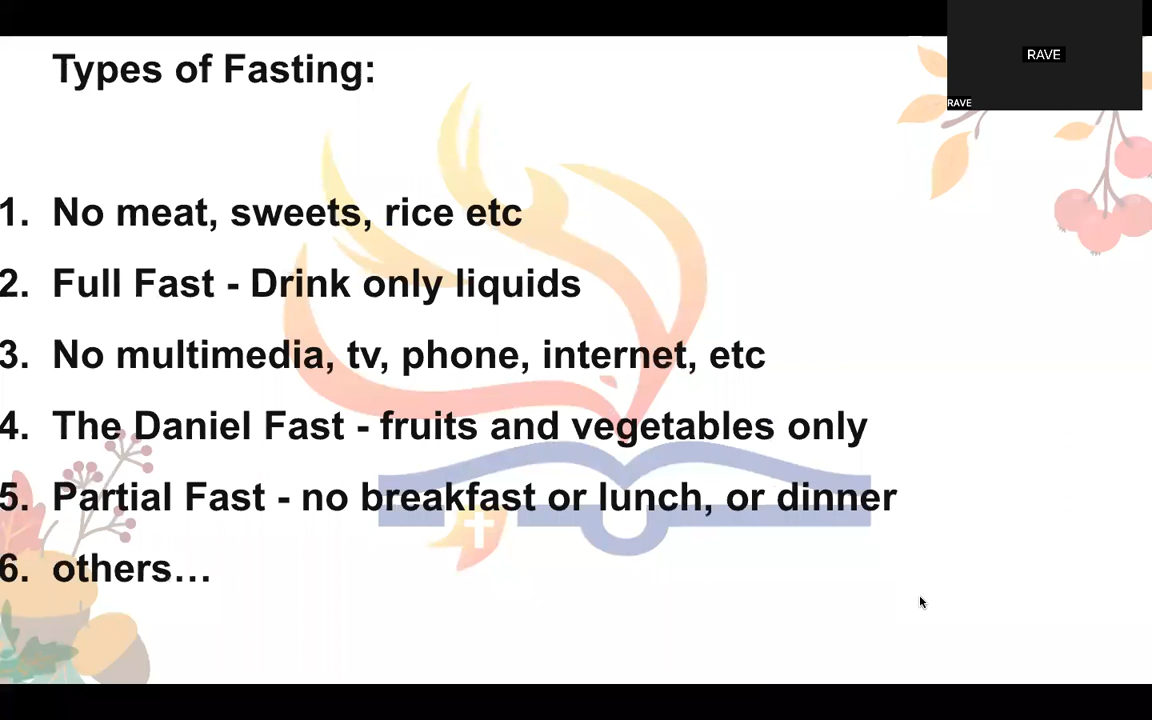 Types of Fasting:
RAVE
RAVE
1. No meat, sweets, rice etc
2. Full Fast - Drink only liquids
3. No multimedia, tv, phone, internet, etc
4. The Daniel Fast - fruits and vegetables only
5. Partial Fast - no breakfast or lunch, or dinner
6. others...